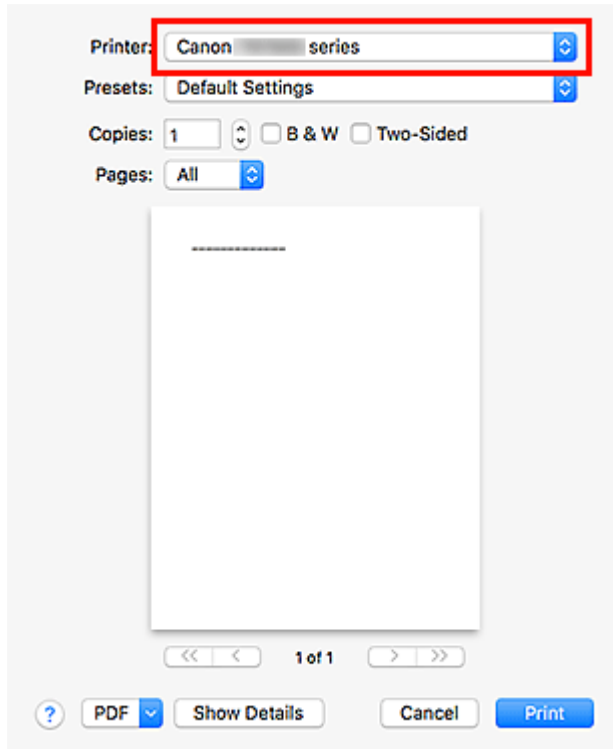 Printer: Canon series
Presets: Default Settings
Copies: 1 B & W Two-Sided
Pages: All
-------------
1 of 1
<< < > >>
? PDF Show Details Cancel Print